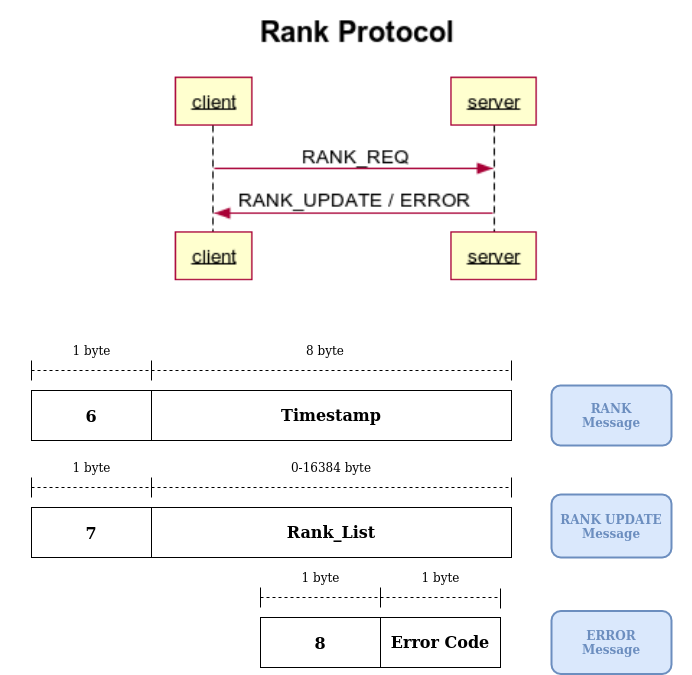 Rank Protocol
client
server
RANK_REQ
RANK_UPDATE / ERROR
client
server
1 byte
8 byte
6
Timestamp
RANK
Message
1 byte
0-16384 byte
7
Rank_List
RANK UPDATE
Message
1 byte
1 byte
8
Error Code
ERROR
Message